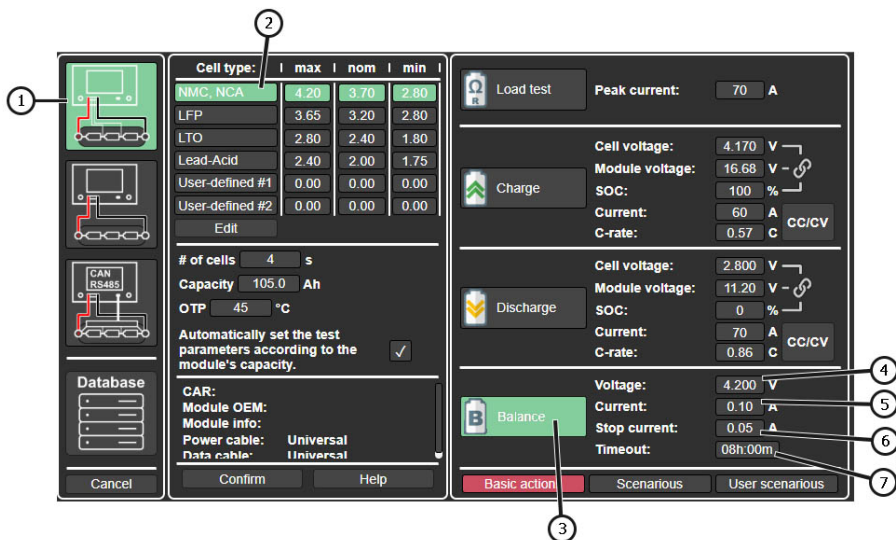 1
2
CAN
RS485
Database
Cancel
Cell type: I max I nom I min I
NMC, NCA 4.20 3.70 2.80
LFP 3.65 3.20 2.80
LTO 2.80 2.40 1.80
Lead-Acid 2.40 2.00 1.75
User-defined #1 0.00 0.00 0.00
User-defined #2 0.00 0.00 0.00
Edit
# of cells 4 s
Capacity 105.0 Ah
OTP 45 °C
Automatically set the test
parameters according to the
module's capacity. ✓
CAR:
Module OEM:
Module info:
Power cable: Universal
Data cable: Universal
Confirm Help
Ω
R
Load test Peak current: 70 A
Charge
Cell voltage: 4.170 V
Module voltage: 16.68 V
SOC: 100 %
Current: 60 A
C-rate: 0.57 C
CC/CV
Discharge
Cell voltage: 2.800 V
Module voltage: 11.20 V
SOC: 0 %
Current: 70 A
C-rate: 0.86 C
CC/CV
B Balance
Voltage: 4.200 V
Current: 0.10 A
Stop current: 0.05 A
Timeout: 08h:00m
Basic actions Scenarious User scenarious
4
5
6
7
3